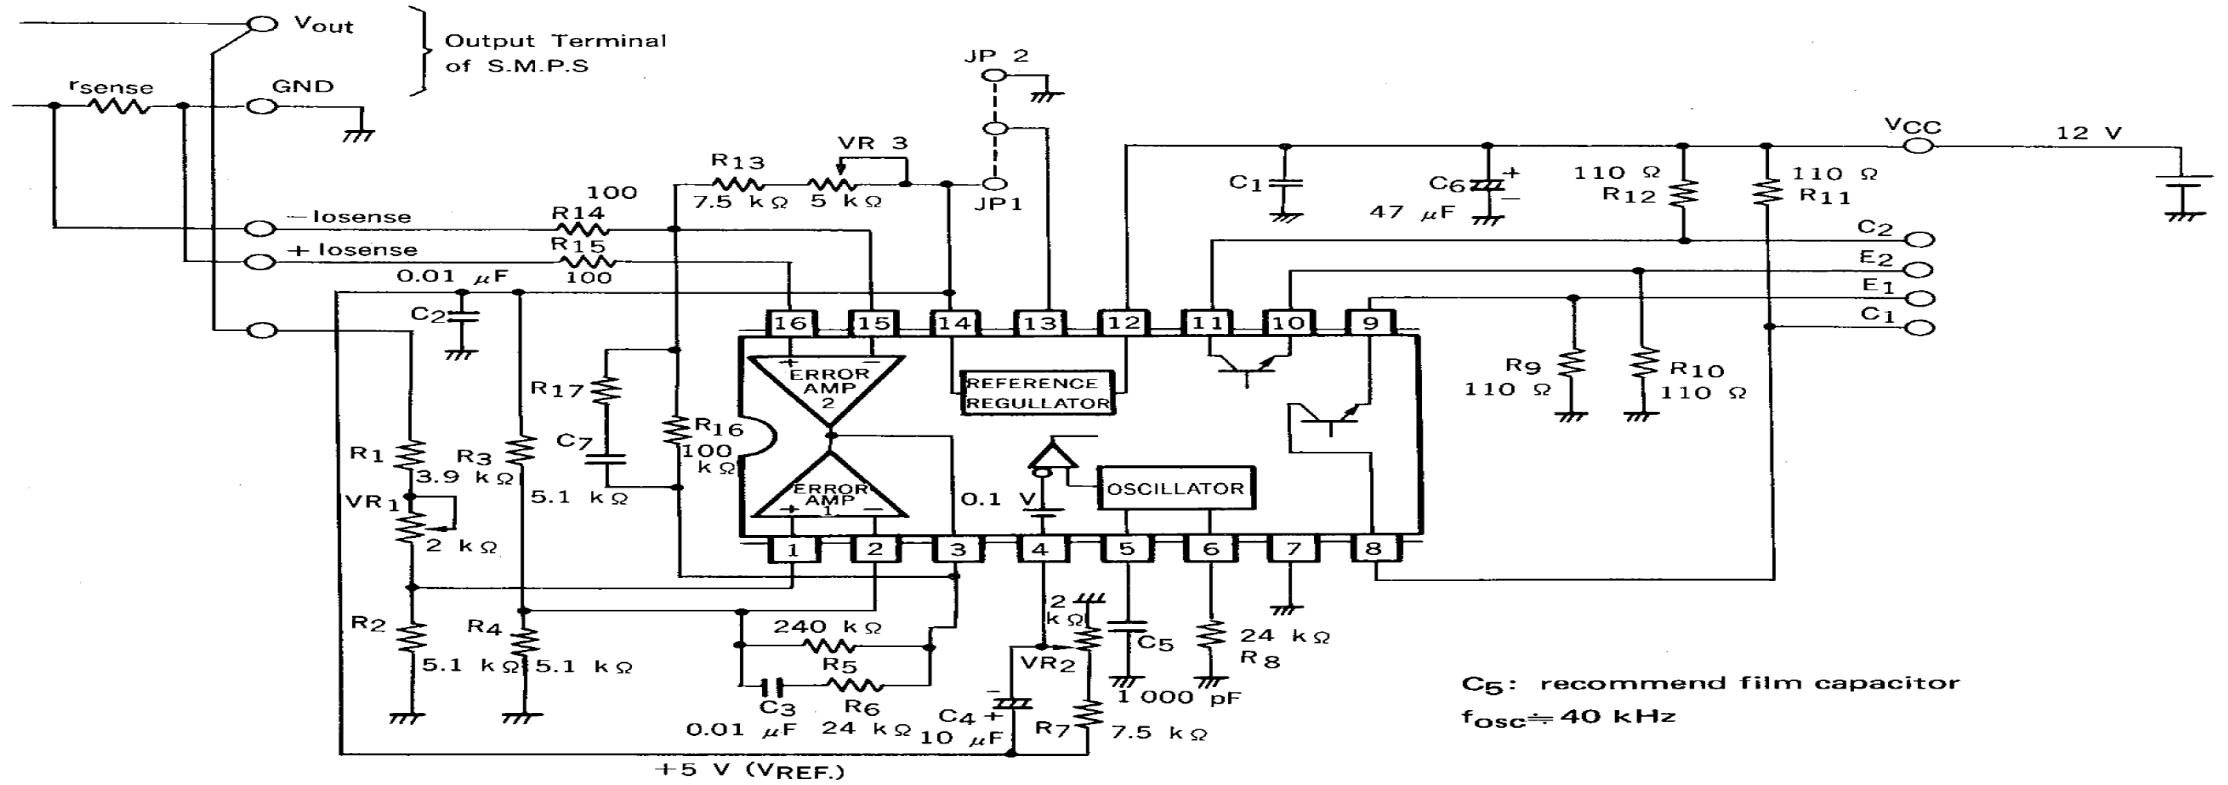 Vout
Output Terminal
of S.M.P.S
rsense
GND
JP 2
VR 3
R13
7.5 kΩ
5 kΩ
JP1
VCC
12 V
100
−Iosense
R14
+Iosense
R15
100
0.01 μF
C2
C1
C6
+
−
47 μF
110 Ω
R12
110 Ω
R11
C2
E2
E1
C1
16
15
14
13
12
11
10
9
+
−
ERROR
AMP
2
REFERENCE
REGULLATOR
R9
110 Ω
R10
110 Ω
R17
C7
R16
100
kΩ
R1
3.9 kΩ
R3
5.1 kΩ
VR1
2 kΩ
ERROR
AMP
1
+
−
0.1 V
OSCILLATOR
1
2
3
4
5
6
7
8
R2
5.1 kΩ
R4
5.1 kΩ
240 kΩ
R5
C3
0.01 μF
R6
24 kΩ
2
kΩ
VR2
C5
1 000 pF
24 kΩ
R8
−
C4
+
10 μF
R7
7.5 kΩ
+5 V (VREF.)
C5: recommend film capacitor
fosc≒40 kHz